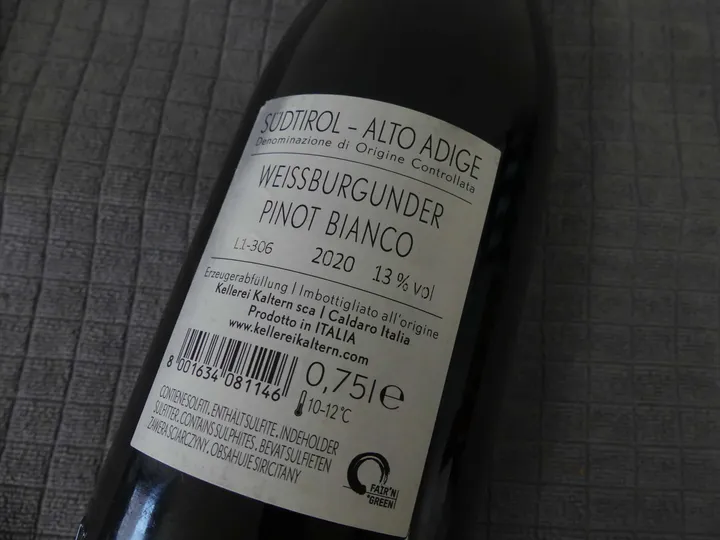 SÜDTIROL - ALTO ADIGE
Denominazione di Origine Controllata
WEISSBURGUNDER
PINOT BIANCO
L1-306 2020 13 % vol
Erzeugerabfüllung | Imbottigliato all'origine
Kellerei Kaltern sca | Caldaro Italia
Prodotto in ITALIA
www.kellereikaltern.com
8 001634 081146 0,75l e
10-12°C
CONTIENE SOLFITI, ENTHÄLT SULFITE, INDEHOLDER
SULFITTER, CONTAINS SULPHITES, BEVAT SULFIETEN
ZAWIERA SIARCZYNY, OBSAHUJE SIRICITANY
FAIR'N
GREEN